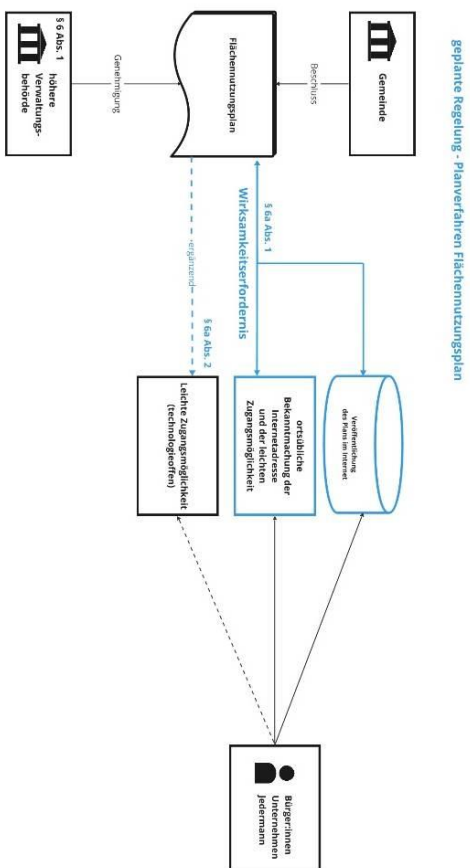 geplante Regelung - Planverfahren Flächennutzungsplan
Gemeinde
Beschluss
Flächennutzungsplan
Genehmigung
§ 6 Abs. 1
höhere
Verwaltungs-
behörde
§ 6a Abs. 1
Wirksamkeitserfordernis
ergänzend
§ 6a Abs. 2
Veröffentlichung
des Plans im Internet
ortsübliche
Bekanntmachung der
Internetadresse
und der leichten
Zugangsmöglichkeit
Leichte Zugangsmöglichkeit
(technologieoffen)
Bürger:innen
Unternehmen
Jedermann